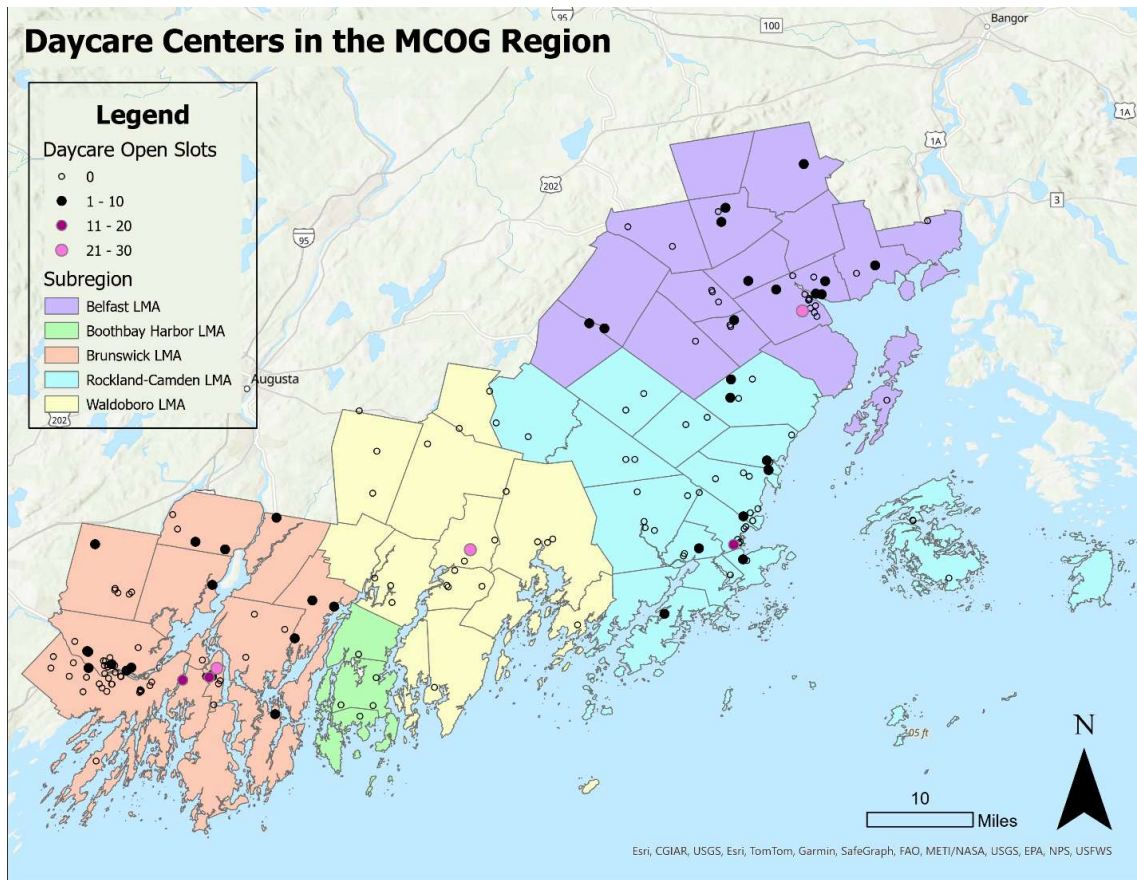 Daycare Centers in the MCOG Region
Legend
Daycare Open Slots
0
1 - 10
11 - 20
21 - 30
Subregion
Belfast LMA
Boothbay Harbor LMA
Brunswick LMA
Rockland-Camden LMA
Waldoboro LMA
95
100
Bangor
1A
1A
202
3
95
Augusta
202
05 ft
N
10
Miles
Esri, CGIAR, USGS, Esri, TomTom, Garmin, SafeGraph, FAO, METI/NASA, USGS, EPA, NPS, USFWS